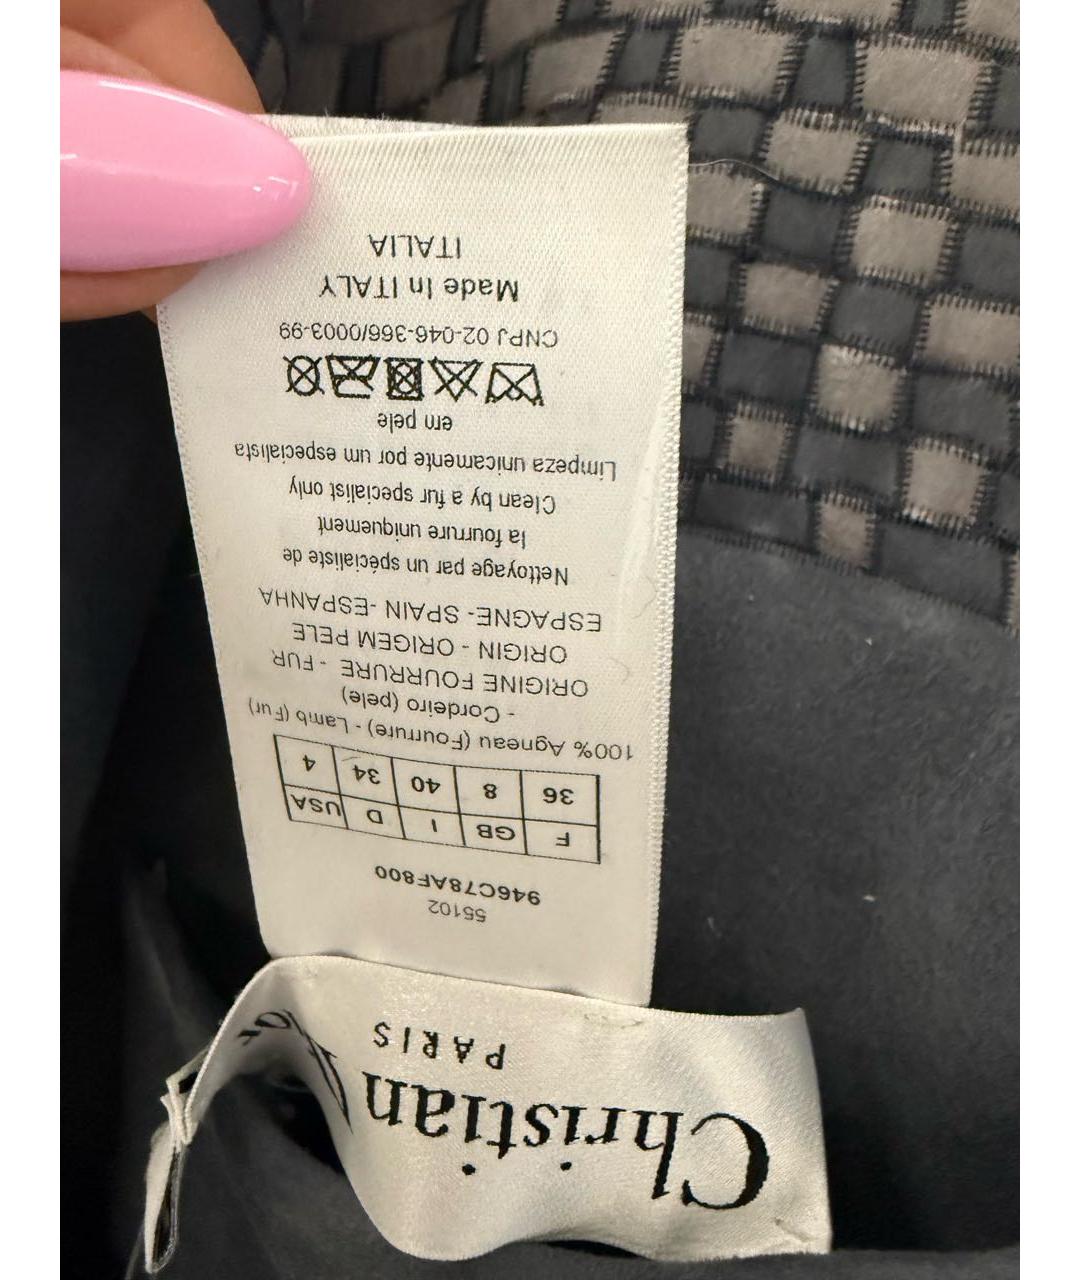 Christian
PARIS
55102
946C78AF800
F GB I D USA
36 8 40 34 4
100% Agneau (Fourrure) - Lamb (Fur)
- Cordeiro (pele)
ORIGINE FOURRURE - FUR
ORIGIN - ORIGEM PELE
ESPAGNE- SPAIN -ESPANHA
Nettoyage par un spécialiste de
la fourrure uniquement
Clean by a fur specialist only
Limpeza unicamente por um especialista
em pele
CNPJ 02-046-366/0003-99
Made In ITALY
ITALIA